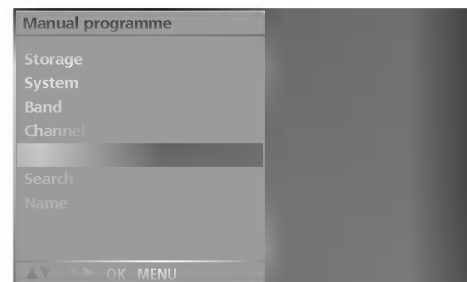 Manual programme
Storage
System
Band
Channel
Search
Name
▲▼ ◄► OK MENU